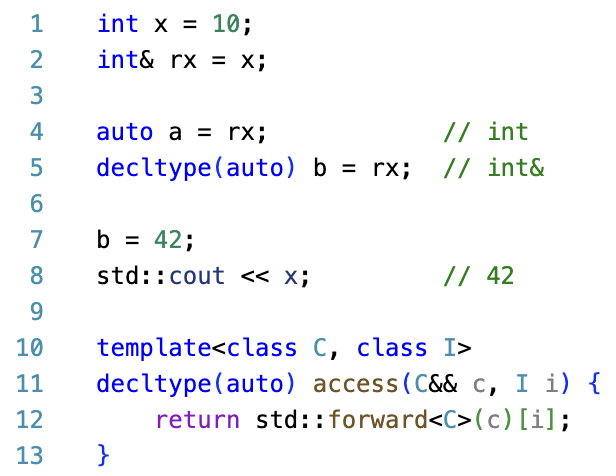 1 int x = 10;
2 int& rx = x;
3
4 auto a = rx;            // int
5 decltype(auto) b = rx;  // int&
6
7 b = 42;
8 std::cout << x;         // 42
9
10 template<class C, class I>
11 decltype(auto) access(C&& c, I i) {
12     return std::forward<C>(c)[i];
13 }